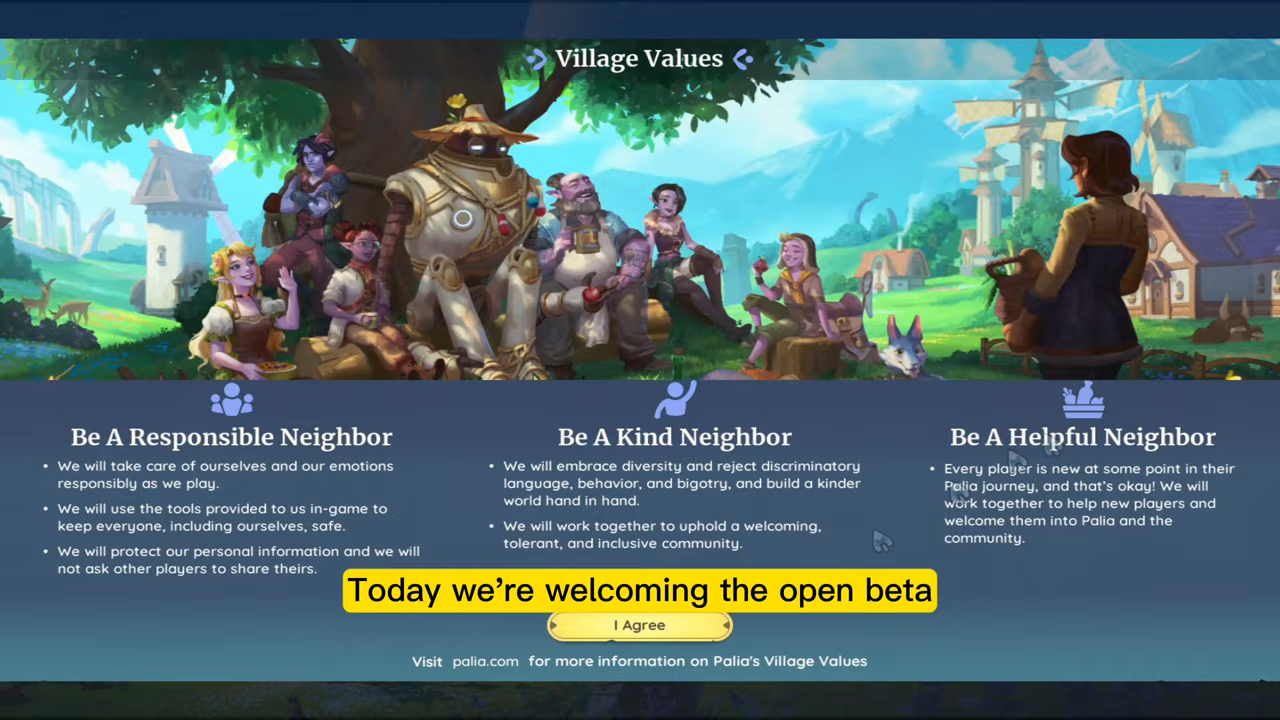 Village Values
Be A Responsible Neighbor
• We will take care of ourselves and our emotions
responsibly as we play.
• We will use the tools provided to us in-game to
keep everyone, including ourselves, safe.
• We will protect our personal information and we will
not ask other players to share theirs.
Be A Kind Neighbor
• We will embrace diversity and reject discriminatory
language, behavior, and bigotry, and build a kinder
world hand in hand.
• We will work together to uphold a welcoming,
tolerant, and inclusive community.
Be A Helpful Neighbor
• Every player is new at some point in their
Palia journey, and that's okay! We will
work together to help new players and
welcome them into Palia and the
community.
Today we're welcoming the open beta
I Agree
Visit palia.com for more information on Palia's Village Values